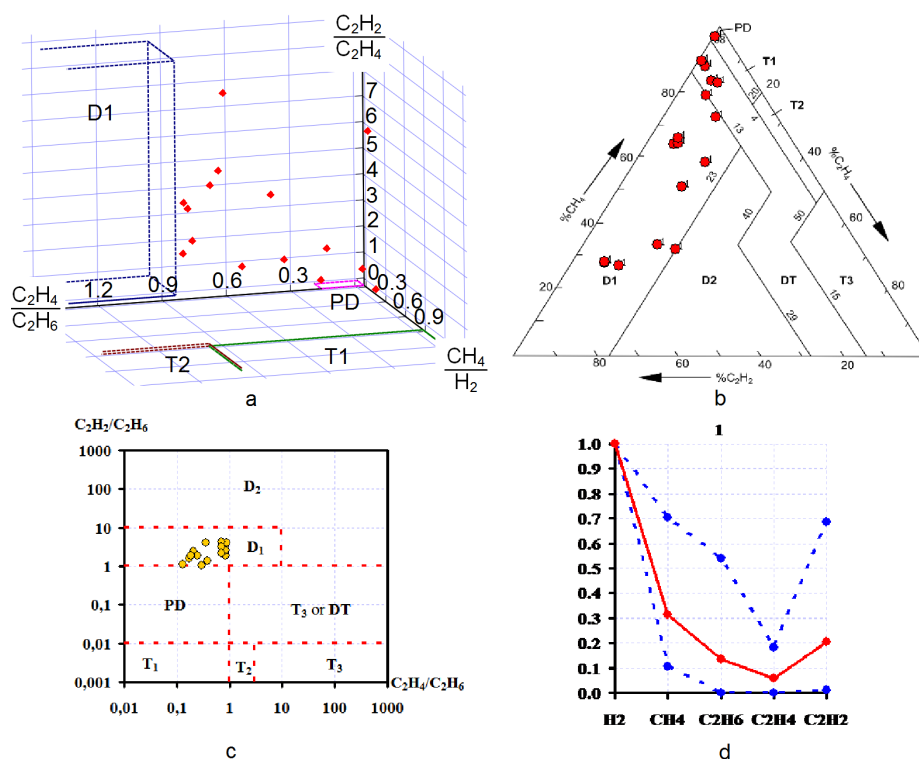 C2H2
C2H4
7
6
5
4
3
2
1
0
D1
1.2
0.9
0.6
0.3
0.3
0.6
0.9
PD
C2H4
C2H6
T2
T1
CH4
H2
a
PD
98
T1
20
20
T2
4
80
13
%C2H4
40
60
%CH4
23
60
40
50
80
40
20
D1
D2
DT
T3
15
29
80
60
40
20
%C2H2
b
C2H2/C2H6
1000
100
10
1
0,1
0,01
0,001
D2
D1
PD
T3 or DT
T1
T2
T3
C2H4/C2H6
0,01
0,1
1
10
100
1000
c
1
1.0
0.9
0.8
0.7
0.6
0.5
0.4
0.3
0.2
0.1
0.0
H2
CH4
C2H6
C2H4
C2H2
d